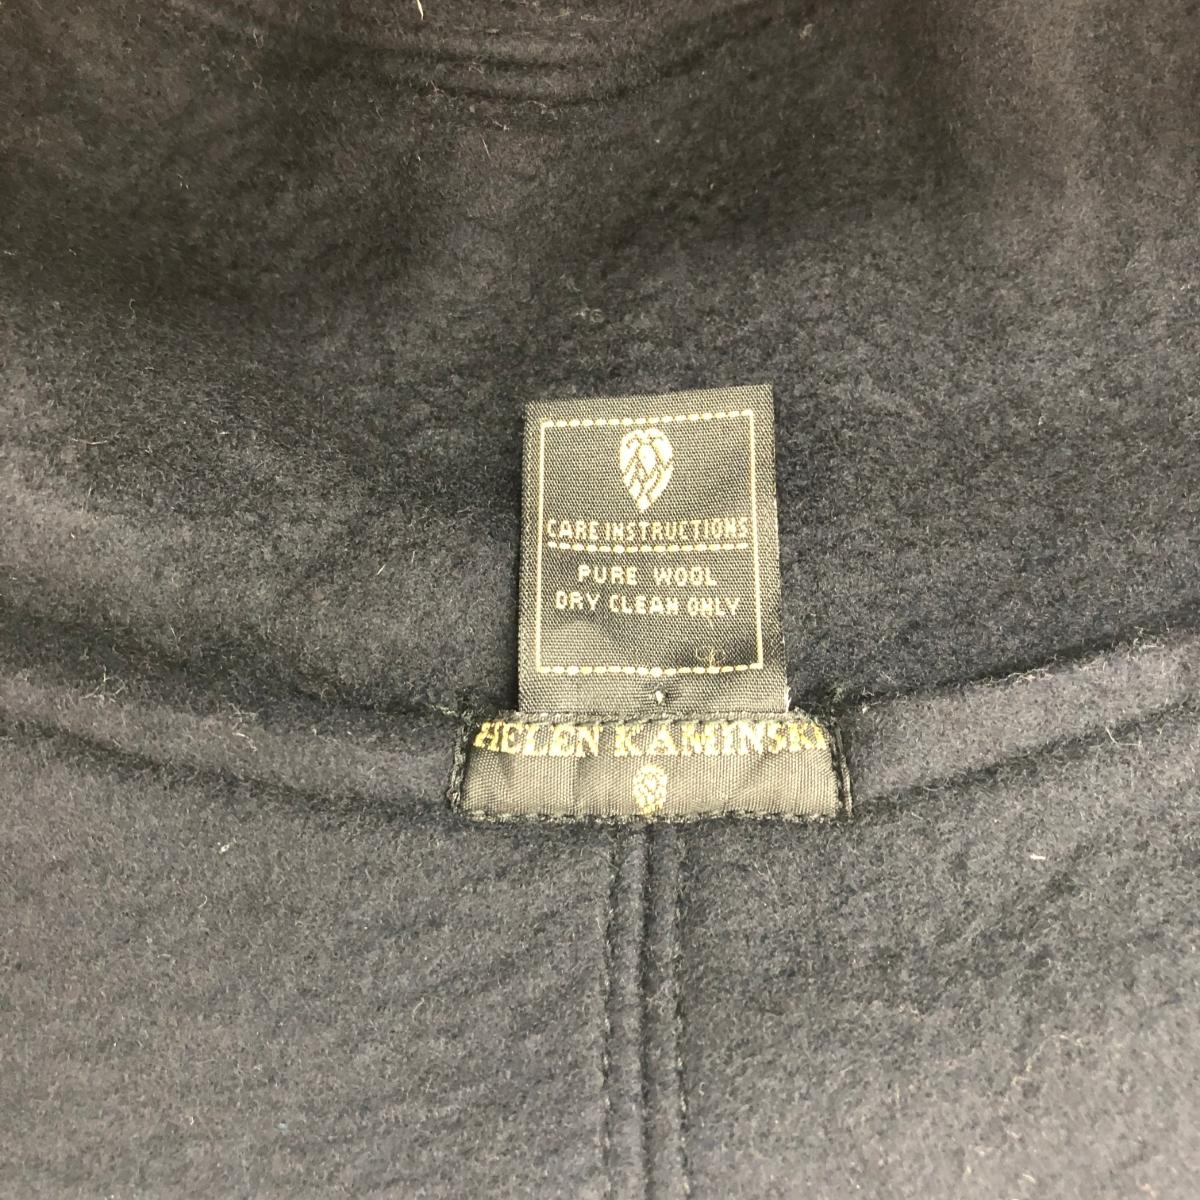 CARE INSTRUCTIONS
PURE WOOL
DRY CLEAN ONLY
HELEN KAMINSKI